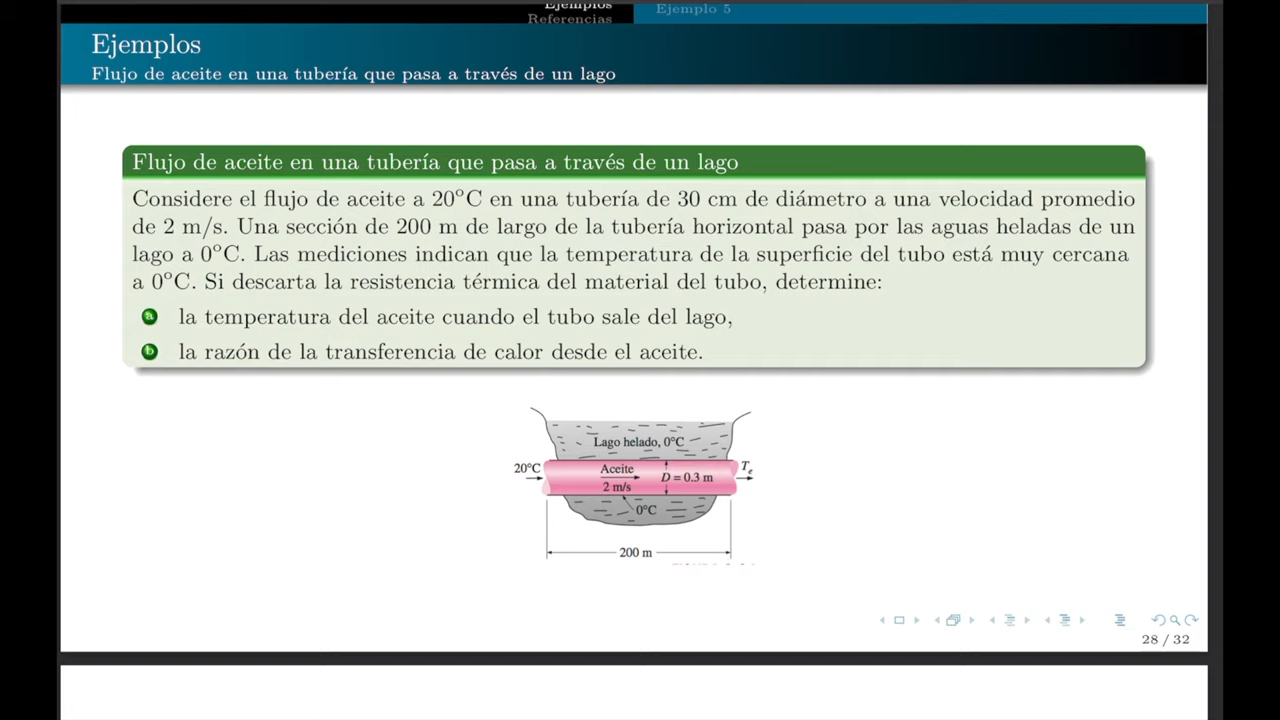 Ejemplos
Referencias
Ejemplo 5
Ejemplos
Flujo de aceite en una tubería que pasa a través de un lago
Flujo de aceite en una tubería que pasa a través de un lago
Considere el flujo de aceite a 20°C en una tubería de 30 cm de diámetro a una velocidad promedio
de 2 m/s. Una sección de 200 m de largo de la tubería horizontal pasa por las aguas heladas de un
lago a 0°C. Las mediciones indican que la temperatura de la superficie del tubo está muy cercana
a 0°C. Si descarta la resistencia térmica del material del tubo, determine:
a la temperatura del aceite cuando el tubo sale del lago,
b la razón de la transferencia de calor desde el aceite.
Lago helado, 0°C
20°C
Aceite
2 m/s
D = 0.3 m
Te
0°C
200 m
28 / 32